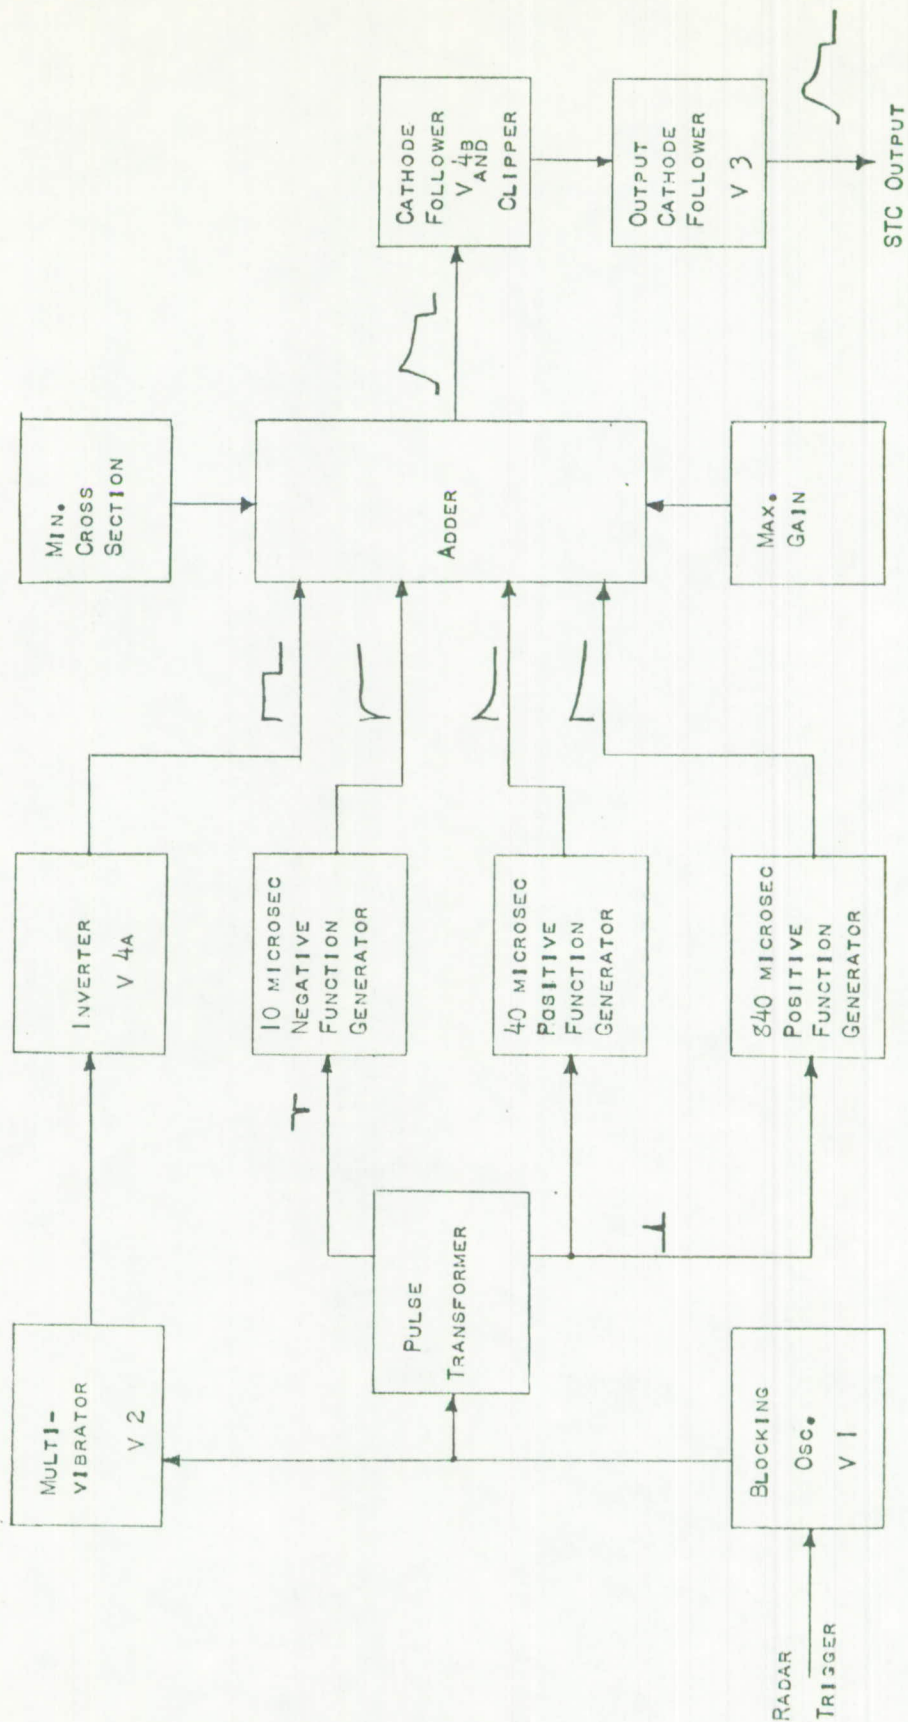 RADAR
TRIGGER
BLOCKING
OSC.
V 1
MULTI-
VIBRATOR
V 2
PULSE
TRANSFORMER
INVERTER
V 4A
10 MICROSEC
NEGATIVE
FUNCTION
GENERATOR
40 MICROSEC
POSITIVE
FUNCTION
GENERATOR
840 MICROSEC
POSITIVE
FUNCTION
GENERATOR
MIN.
CROSS
SECTION
ADDER
MAX.
GAIN
CATHODE
FOLLOWER
V 4B
AND
CLIPPER
OUTPUT
CATHODE
FOLLOWER
V 3
STC OUTPUT